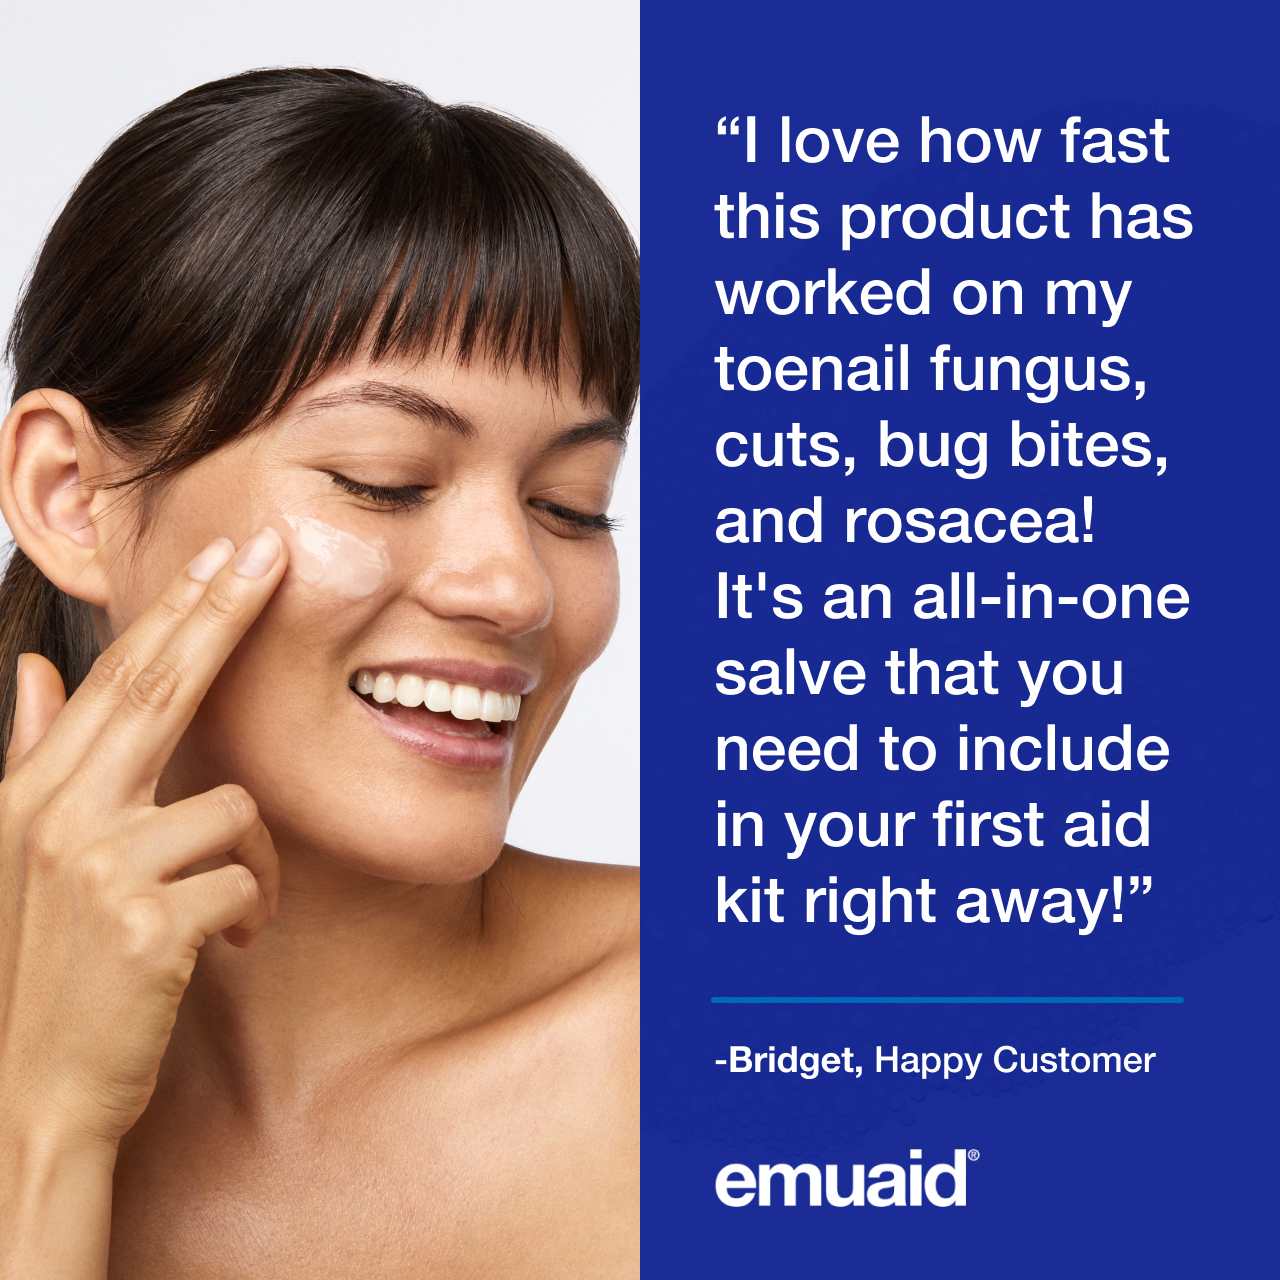 “I love how fast
this product has
worked on my
toenail fungus,
cuts, bug bites,
and rosacea!
It's an all-in-one
salve that you
need to include
in your first aid
kit right away!”
-Bridget, Happy Customer
emuaid®